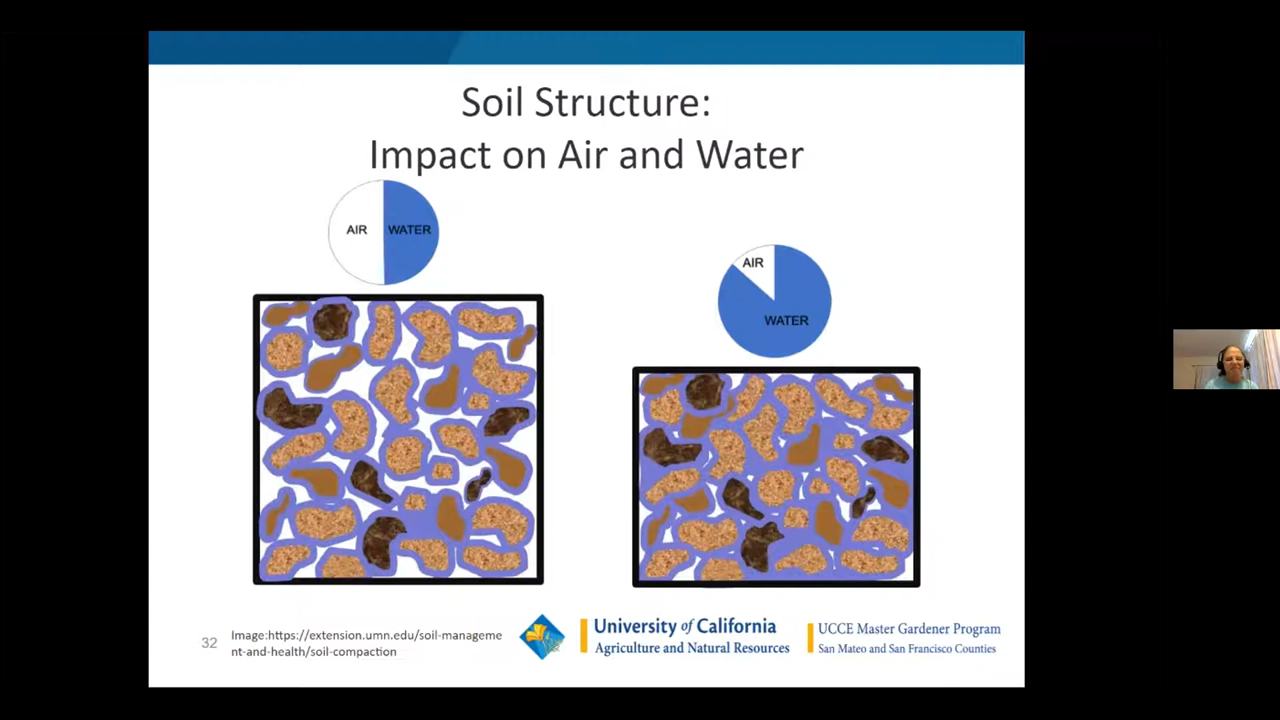 Soil Structure:
Impact on Air and Water
AIR
WATER
AIR
WATER
32
Image:https://extension.umn.edu/soil-manageme
nt-and-health/soil-compaction
University of California
Agriculture and Natural Resources
UCCE Master Gardener Program
San Mateo and San Francisco Counties